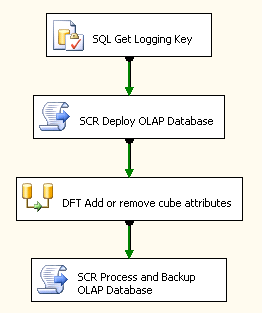 SQL Get Logging Key
SCR Deploy OLAP Database
DFT Add or remove cube attributes
SCR Process and Backup
OLAP Database